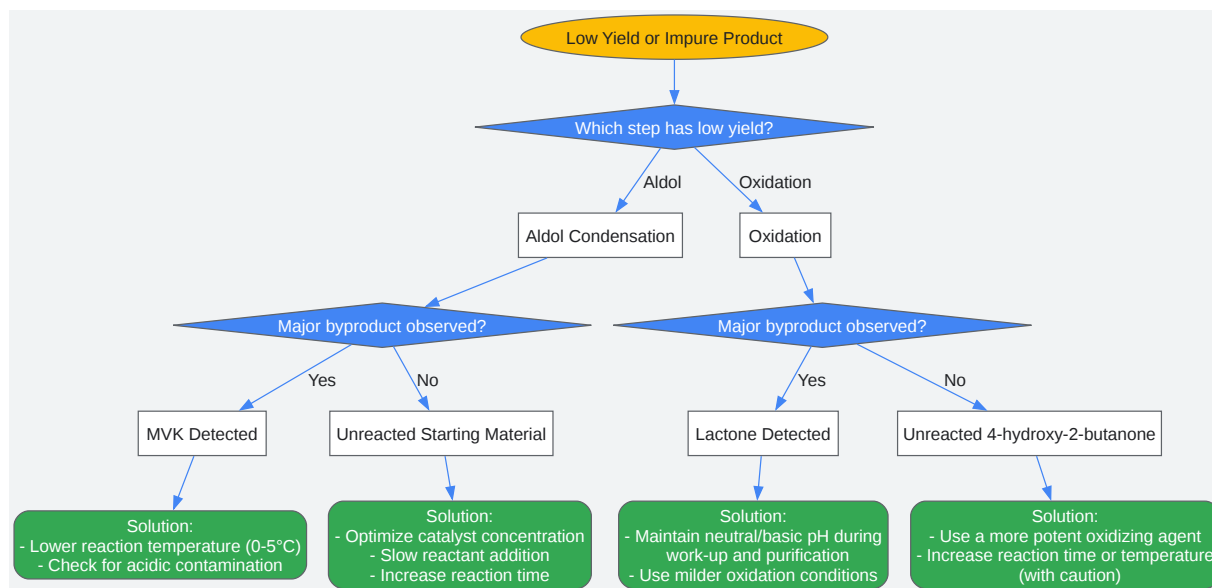 Low Yield or Impure Product
Which step has low yield?
Aldol
Oxidation
Aldol Condensation
Oxidation
Major byproduct observed?
Major byproduct observed?
Yes
No
Yes
No
MVK Detected
Unreacted Starting Material
Lactone Detected
Unreacted 4-hydroxy-2-butanone
Solution:
- Lower reaction temperature (0-5°C)
- Check for acidic contamination
Solution:
- Optimize catalyst concentration
- Slow reactant addition
- Increase reaction time
Solution:
- Maintain neutral/basic pH during
work-up and purification
- Use milder oxidation conditions
Solution:
- Use a more potent oxidizing agent
- Increase reaction time or temperature
(with caution)